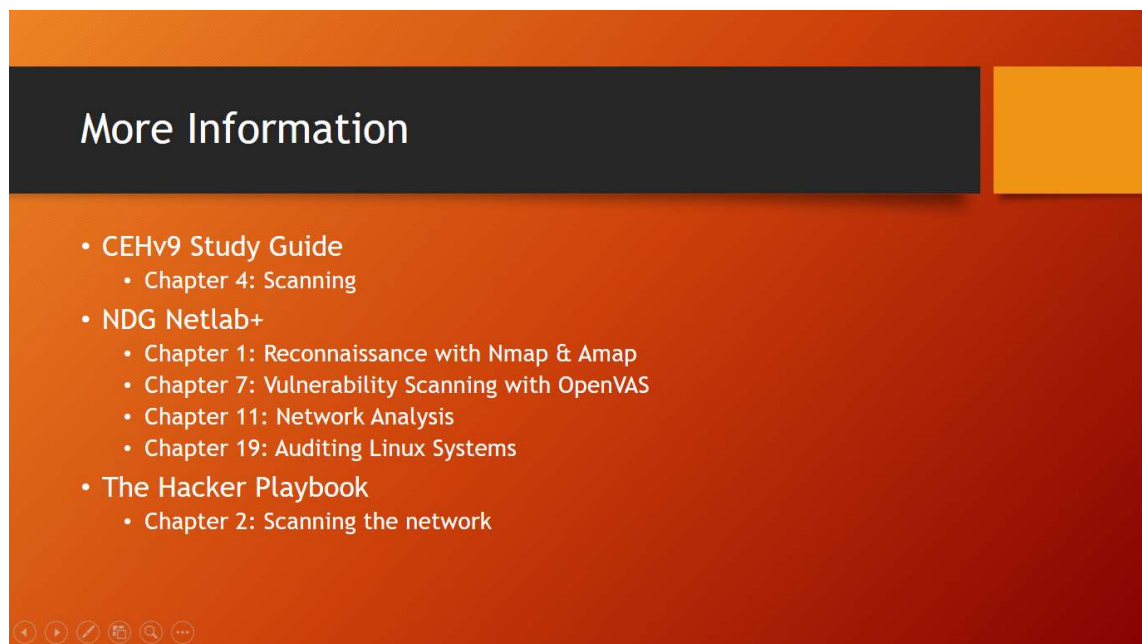 More Information
• CEHv9 Study Guide
• Chapter 4: Scanning
• NDG Netlab+
• Chapter 1: Reconnaissance with Nmap & Amap
• Chapter 7: Vulnerability Scanning with OpenVAS
• Chapter 11: Network Analysis
• Chapter 19: Auditing Linux Systems
• The Hacker Playbook
• Chapter 2: Scanning the network